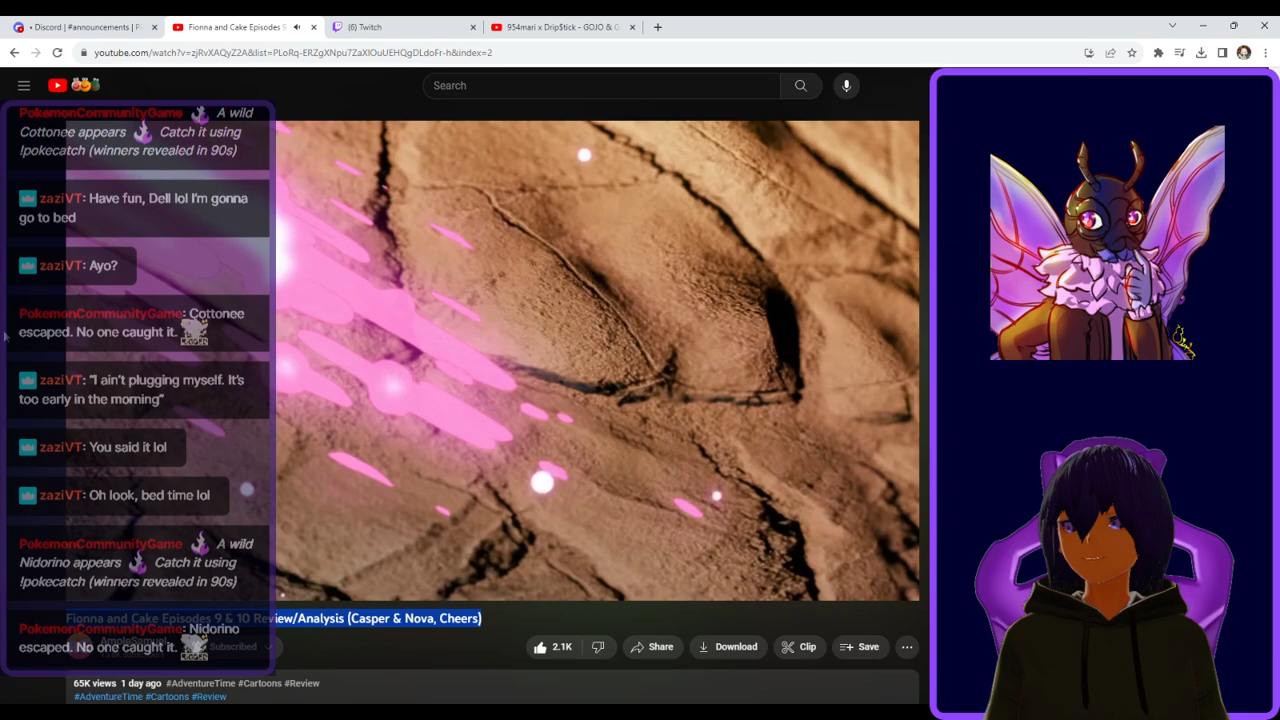 • Discord | #announcements | P
Fionna and Cake Episodes 9
(6) Twitch
954mari x Drip$tick - GOJO & G
youtube.com/watch?v=zjRvXAQyZ2A&list=PLoRq-ERZgXNpu7ZaXlOuUEHQgDLdoFr-h&index=2
Search
PokemonCommunityGame A wild
Cottonee appears Catch it using
!pokecatch (winners revealed in 90s)
zaziVT: Have fun, Dell lol I'm gonna
go to bed
zaziVT: Ayo?
PokemonCommunityGame: Cottonee
escaped. No one caught it.
zaziVT: "I ain't plugging myself. It's
too early in the morning"
zaziVT: You said it lol
zaziVT: Oh look, bed time lol
PokemonCommunityGame A wild
Nidorino appears Catch it using
!pokecatch (winners revealed in 90s)
PokemonCommunityGame: Nidorino
escaped. No one caught it.
Fionna and Cake Episodes 9 & 10 Review/Analysis (Casper & Nova, Cheers)
AmpleSamuel
Subscribed
2.1K
Share
Download
Clip
Save
65K views 1 day ago #AdventureTime #Cartoons #Review
#AdventureTime #Cartoons #Review